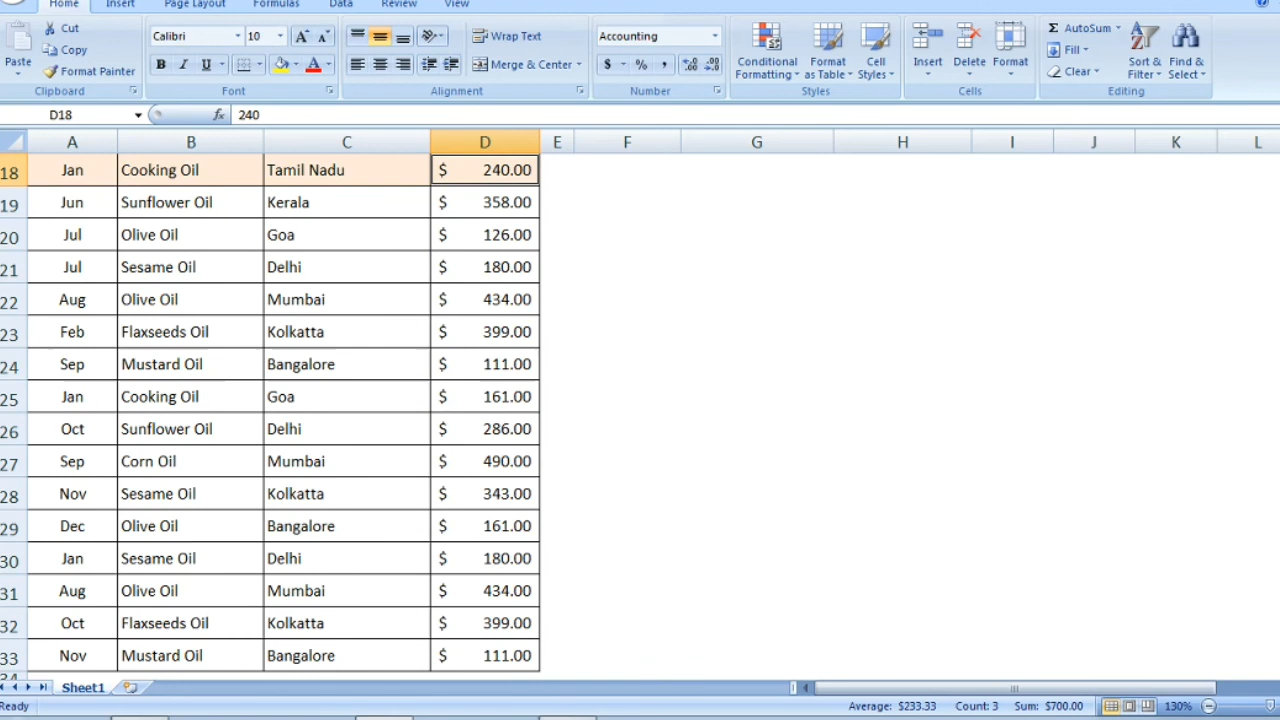 Home Insert Page Layout Formulas Data Review View
Cut Calibri 10 A A Wrap Text Accounting AutoSum
Copy Fill
Paste Format Painter B I U A Merge & Center $ % , Conditional Formatting Format as Table Cell Styles Insert Delete Format Clear Sort & Filter Find & Select
Clipboard Font Alignment Number Styles Cells Editing
D18 fx 240
A B C D E F G H I J K L
18 Jan Cooking Oil Tamil Nadu $ 240.00
19 Jun Sunflower Oil Kerala $ 358.00
20 Jul Olive Oil Goa $ 126.00
21 Jul Sesame Oil Delhi $ 180.00
22 Aug Olive Oil Mumbai $ 434.00
23 Feb Flaxseeds Oil Kolkatta $ 399.00
24 Sep Mustard Oil Bangalore $ 111.00
25 Jan Cooking Oil Goa $ 161.00
26 Oct Sunflower Oil Delhi $ 286.00
27 Sep Corn Oil Mumbai $ 490.00
28 Nov Sesame Oil Kolkatta $ 343.00
29 Dec Olive Oil Bangalore $ 161.00
30 Jan Sesame Oil Delhi $ 180.00
31 Aug Olive Oil Mumbai $ 434.00
32 Oct Flaxseeds Oil Kolkatta $ 399.00
33 Nov Mustard Oil Bangalore $ 111.00
Sheet1
Ready Average: $233.33 Count: 3 Sum: $700.00 130%